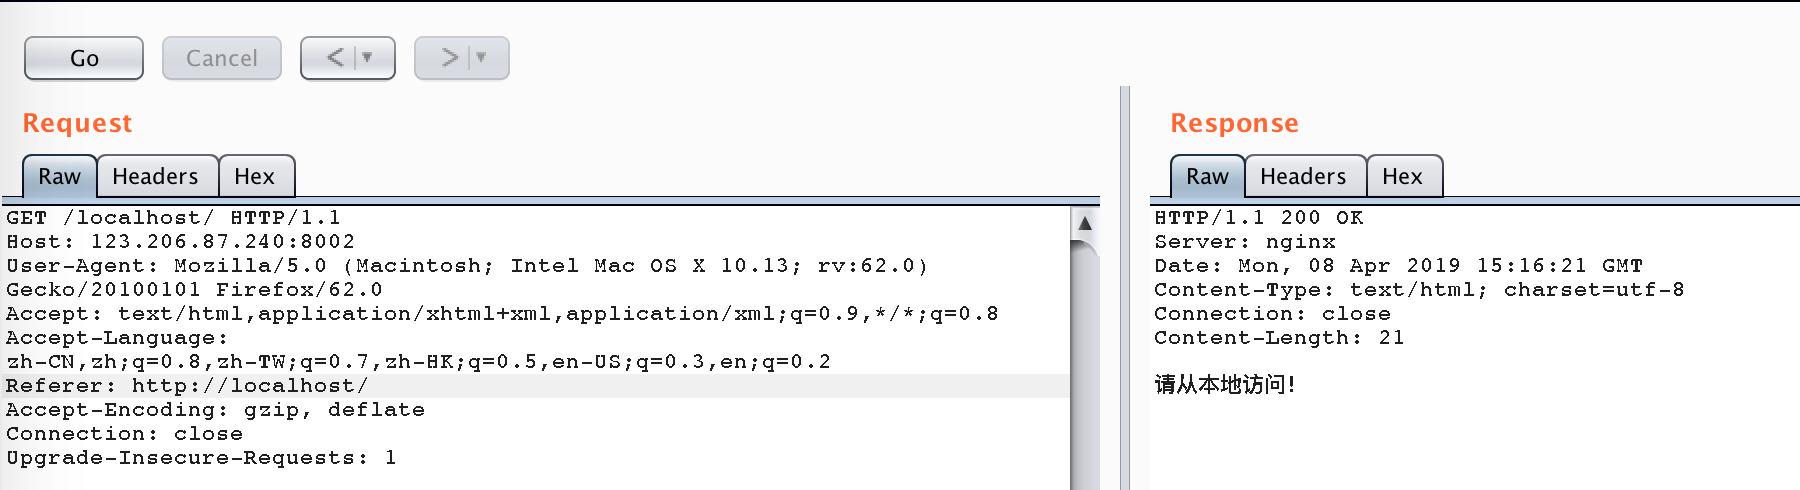 Go Cancel < >
Request
Raw Headers Hex
GET /localhost/ HTTP/1.1
Host: 123.206.87.240:8002
User-Agent: Mozilla/5.0 (Macintosh; Intel Mac OS X 10.13; rv:62.0)
Gecko/20100101 Firefox/62.0
Accept: text/html,application/xhtml+xml,application/xml;q=0.9,*/*;q=0.8
Accept-Language:
zh-CN,zh;q=0.8,zh-TW;q=0.7,zh-HK;q=0.5,en-US;q=0.3,en;q=0.2
Referer: http://localhost/
Accept-Encoding: gzip, deflate
Connection: close
Upgrade-Insecure-Requests: 1
Response
Raw Headers Hex
HTTP/1.1 200 OK
Server: nginx
Date: Mon, 08 Apr 2019 15:16:21 GMT
Content-Type: text/html; charset=utf-8
Connection: close
Content-Length: 21
请从本地访问!